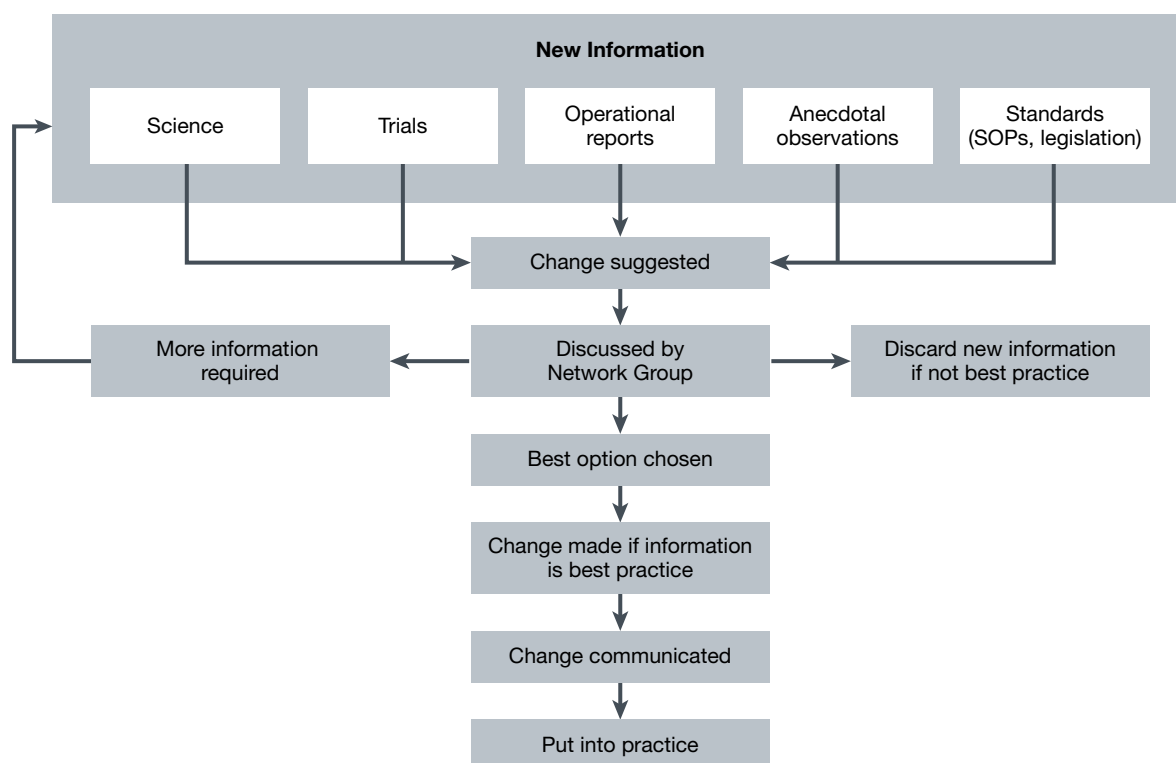 New Information
Science
Trials
Operational
reports
Anecdotal
observations
Standards
(SOPs, legislation)
Change suggested
More information
required
Discussed by
Network Group
Discard new information
if not best practice
Best option chosen
Change made if information
is best practice
Change communicated
Put into practice